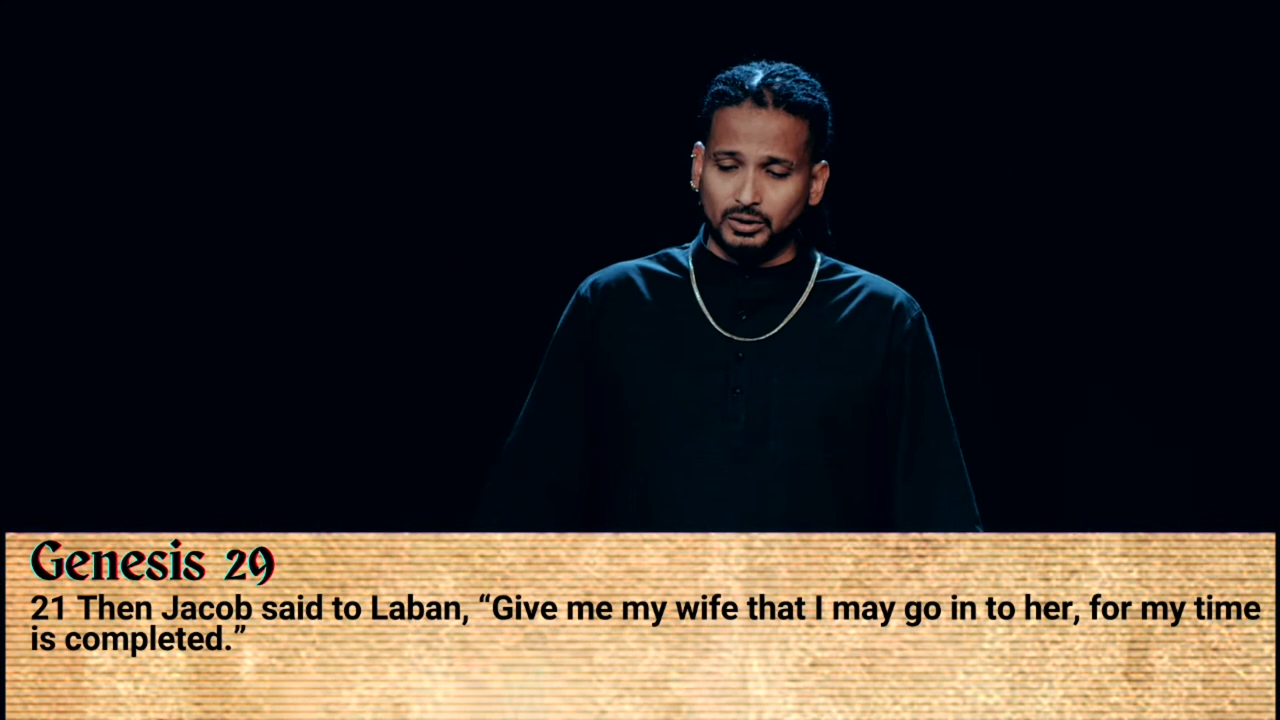 Genesis 29
21 Then Jacob said to Laban, “Give me my wife that I may go in to her, for my time
is completed.”